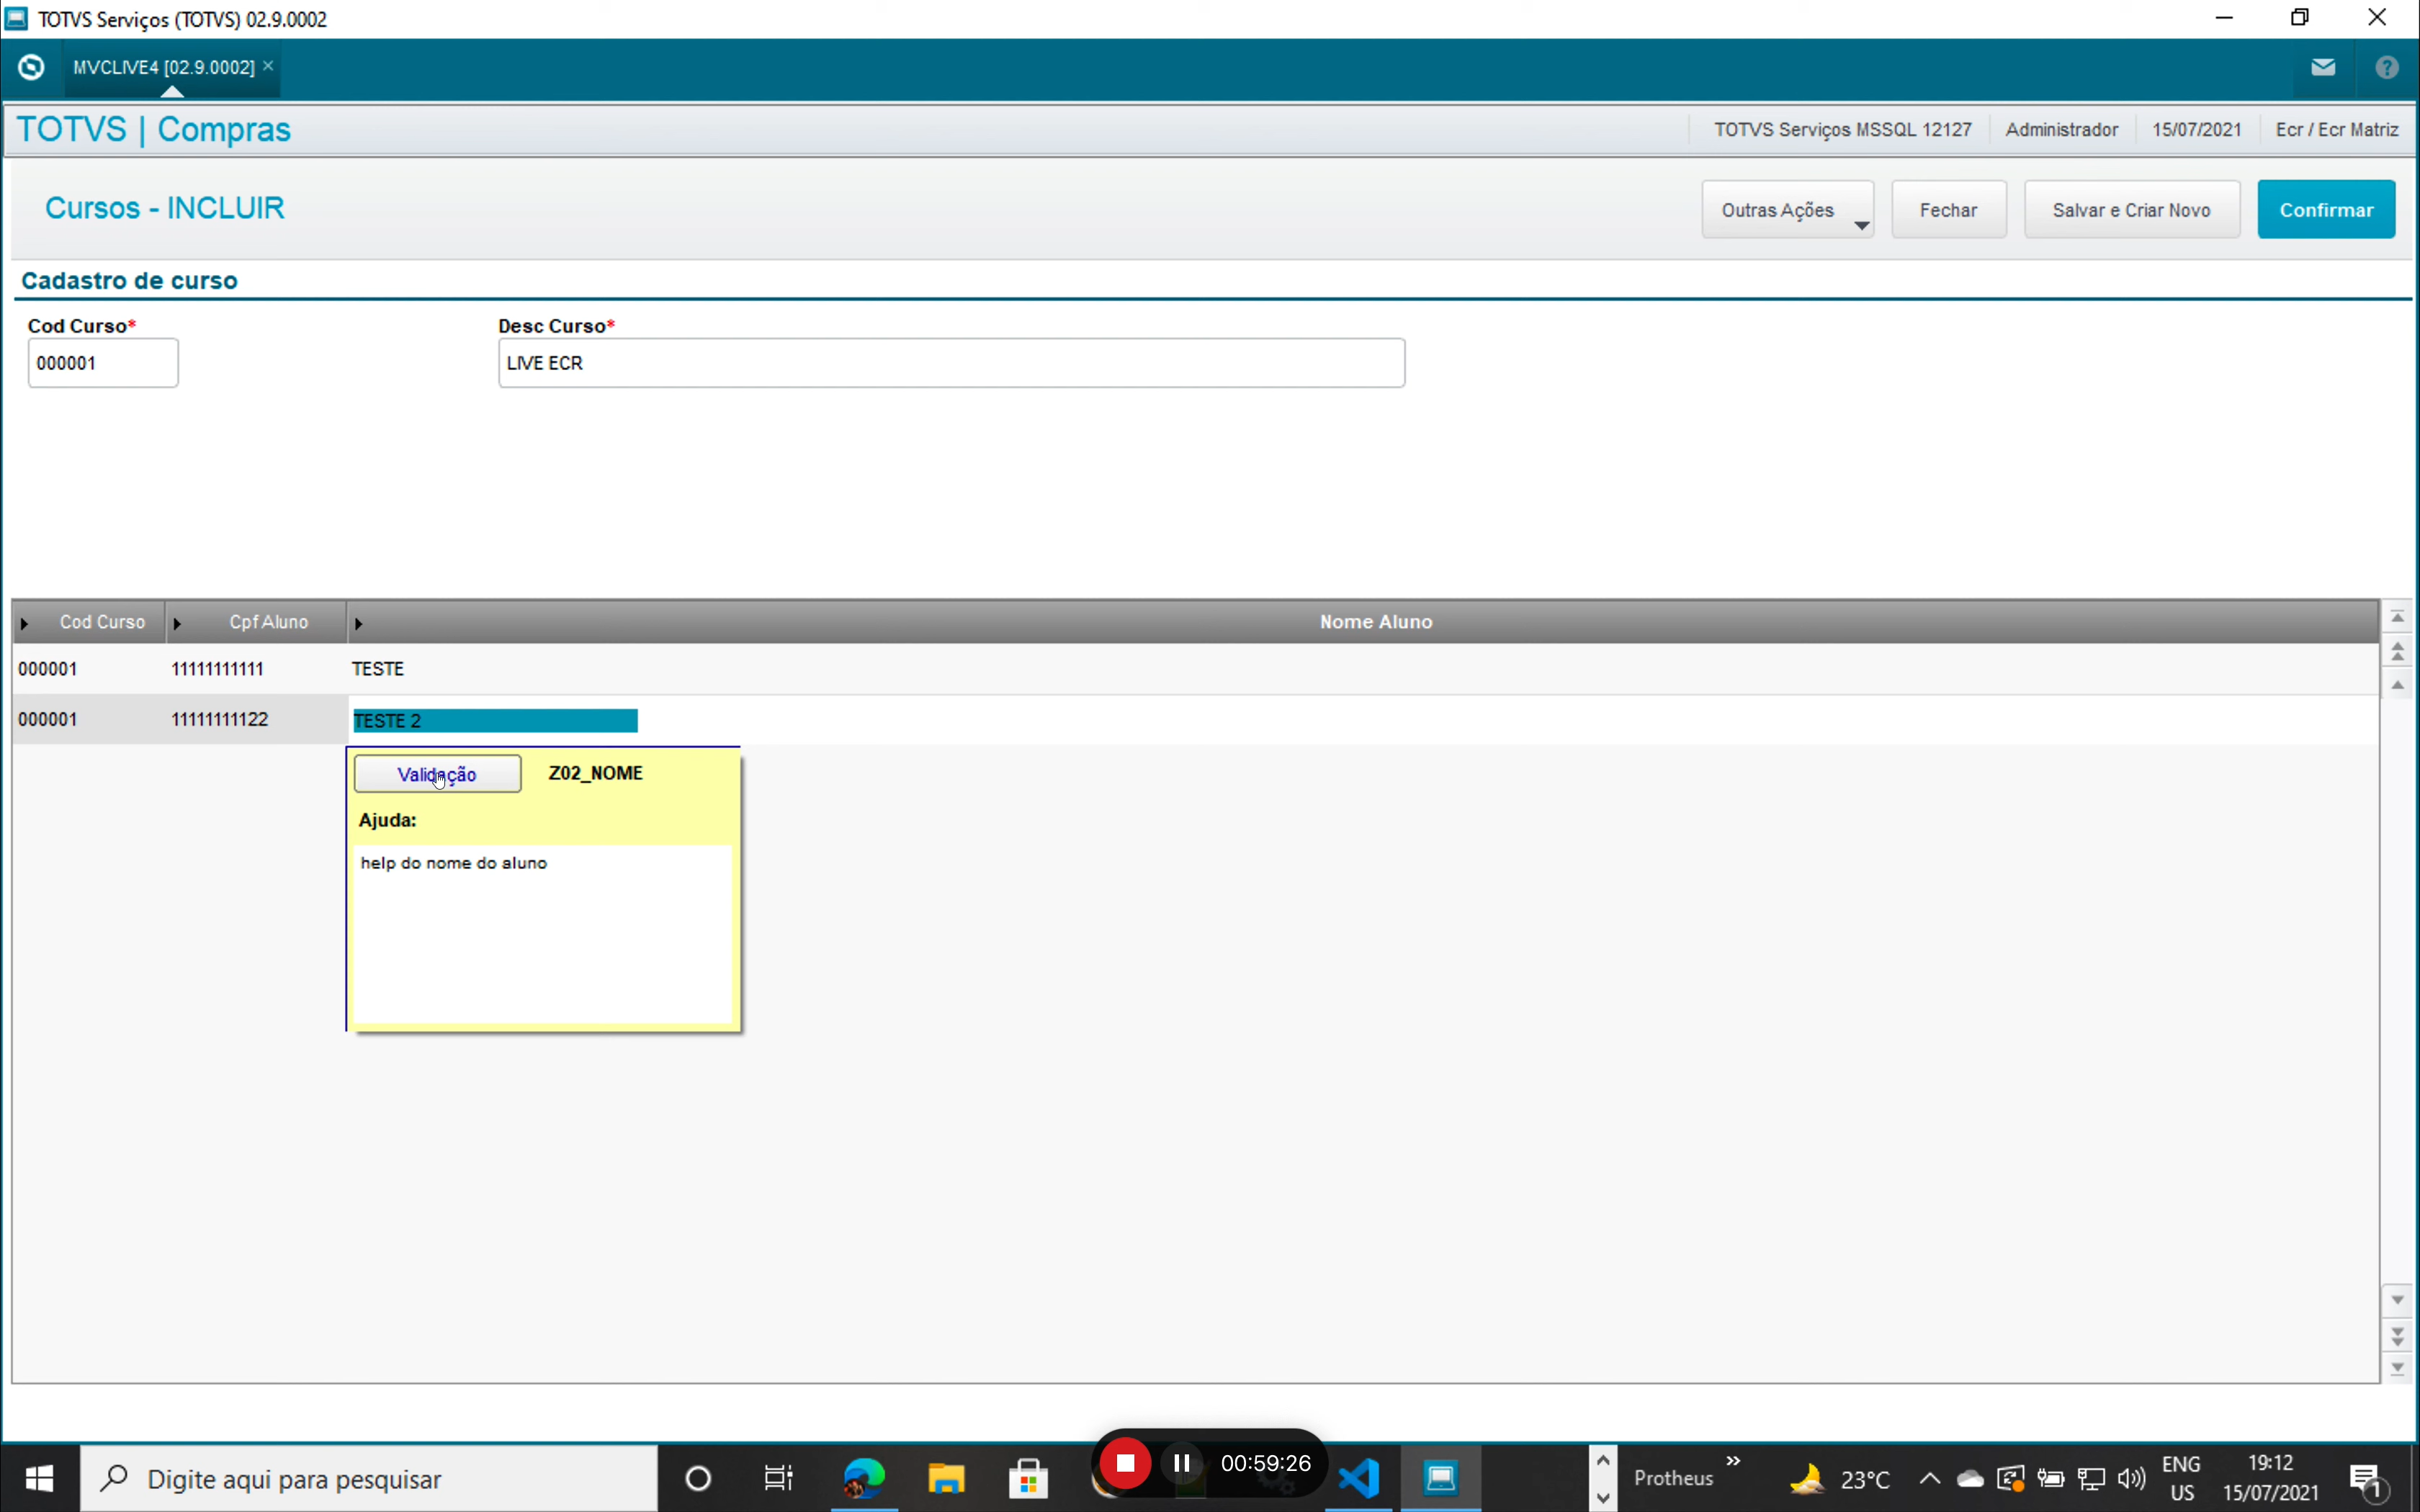 TOTVS Serviços (TOTVS) 02.9.0002
MVCLIVE4 [02.9.0002]
TOTVS | Compras
TOTVS Serviços MSSQL 12127
Administrador
15/07/2021
Ecr / Ecr Matriz
Cursos - INCLUIR
Outras Ações
Fechar
Salvar e Criar Novo
Confirmar
Cadastro de curso
Cod Curso*
Desc Curso*
000001
LIVE ECR
Cod Curso
Cpf Aluno
Nome Aluno
000001
11111111111
TESTE
000001
11111111122
TESTE 2
Validação
Z02_NOME
Ajuda:
help do nome do aluno
Digite aqui para pesquisar
00:59:26
Protheus
23°C
ENG
US
19:12
15/07/2021
1